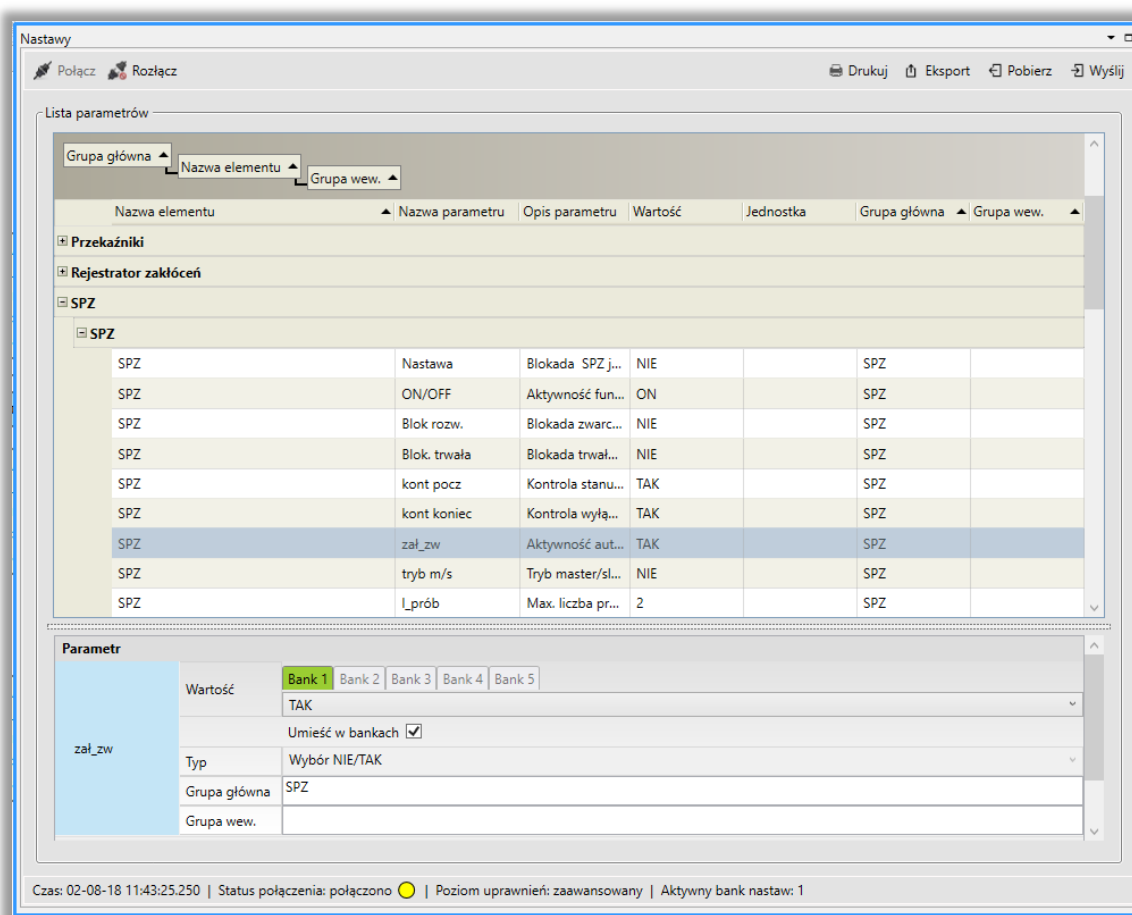 Nastawy
Połącz Rozłącz Drukuj Eksport Pobierz Wyślij
Lista parametrów
Grupa główna
Nazwa elementu
Grupa wew.
Nazwa elementu Nazwa parametru Opis parametru Wartość Jednostka Grupa główna Grupa wew.
Przekaźniki
Rejestrator zakłóceń
SPZ
SPZ
SPZ Nastawa Blokada SPZ j... NIE SPZ
SPZ ON/OFF Aktywność fun... ON SPZ
SPZ Blok rozw. Blokada zwarc... NIE SPZ
SPZ Blok. trwała Blokada trwał... NIE SPZ
SPZ kont pocz Kontrola stanu... TAK SPZ
SPZ kont koniec Kontrola wyłą... TAK SPZ
SPZ zał_zw Aktywność aut... TAK SPZ
SPZ tryb m/s Tryb master/sl... NIE SPZ
SPZ l_prób Max. liczba pr... 2 SPZ
Parametr
Bank 1 Bank 2 Bank 3 Bank 4 Bank 5
Wartość
TAK
Umieść w bankach
zał_zw
Typ Wybór NIE/TAK
Grupa główna SPZ
Grupa wew.
Czas: 02-08-18 11:43:25.250 | Status połączenia: połączono | Poziom uprawnień: zaawansowany | Aktywny bank nastaw: 1